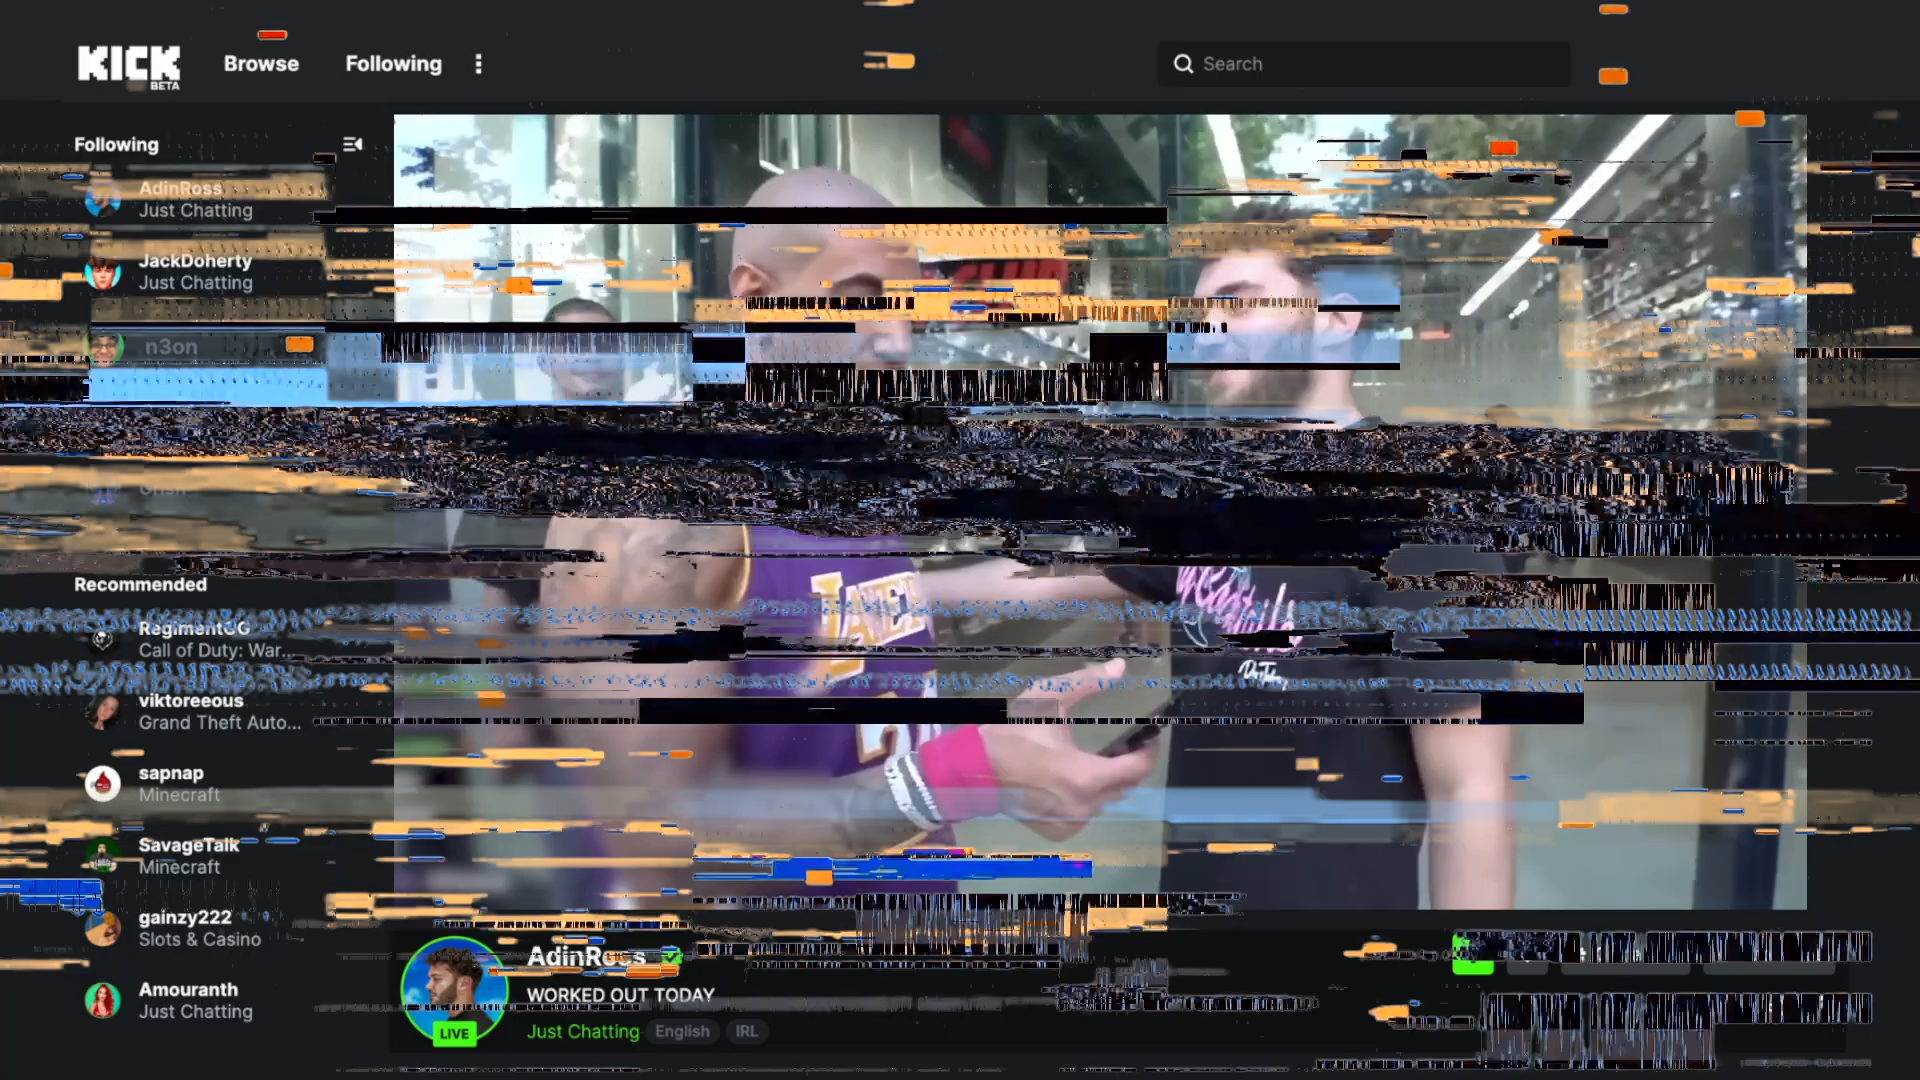 KICK
BETA
Browse
Following
Search
Following
AdinRoss
Just Chatting
JackDoherty
Just Chatting
n3on
Recommended
RegimentGG
Call of Duty: War...
viktoreeous
Grand Theft Auto...
sapnap
Minecraft
SavageTalk
Minecraft
gainzy222
Slots & Casino
Amouranth
Just Chatting
AdinRoss
WORKED OUT TODAY
LIVE
Just Chatting
English
IRL